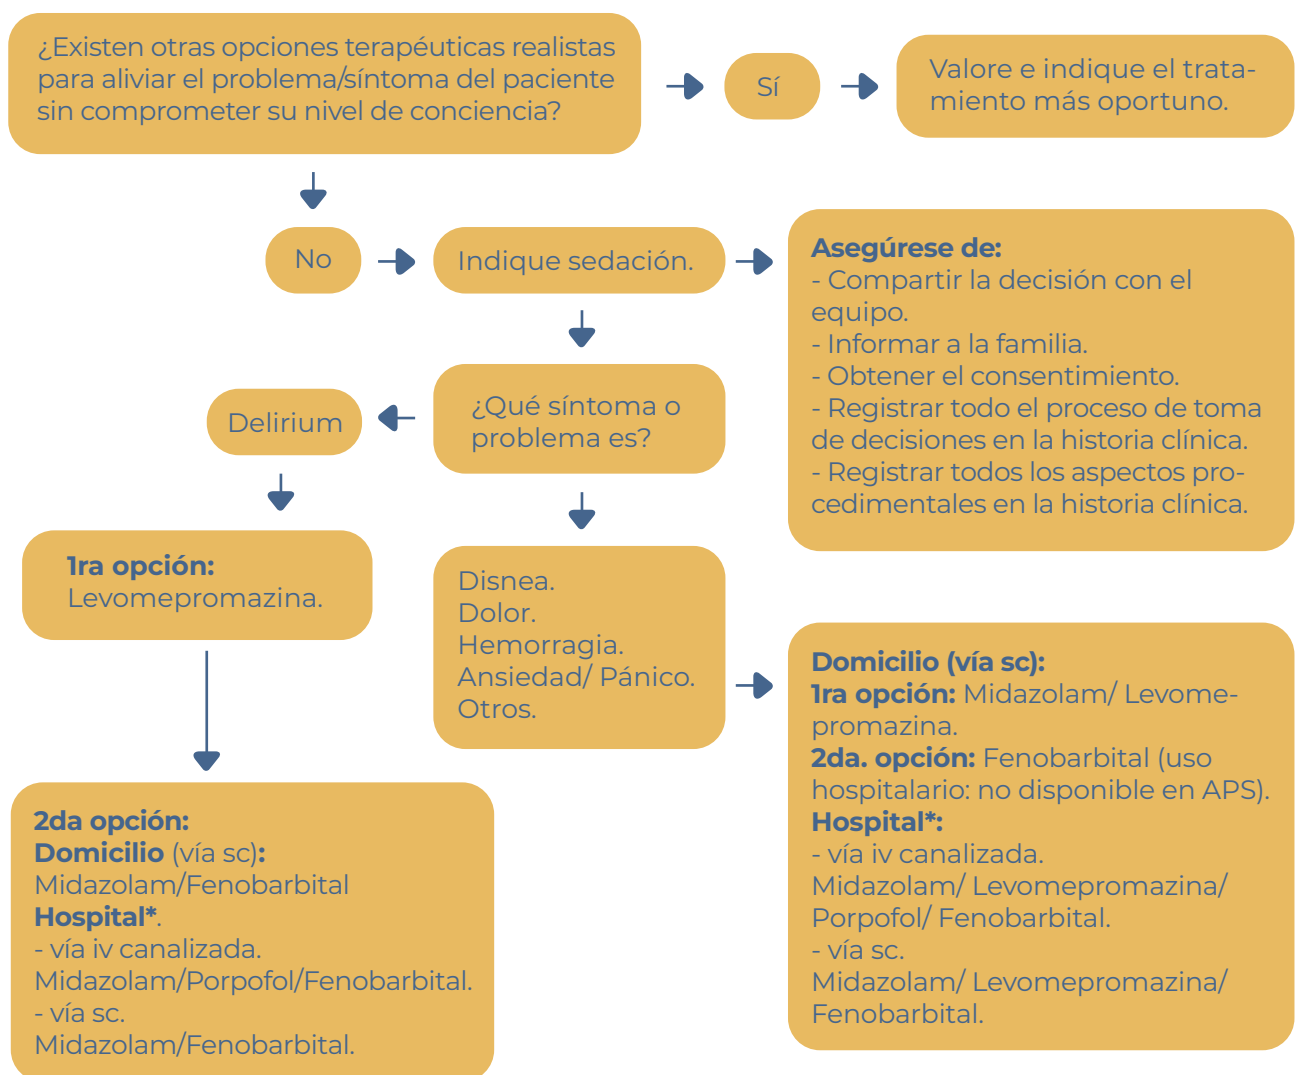 ¿Existen otras opciones terapéuticas realistas
para aliviar el problema/síntoma del paciente
sin comprometer su nivel de conciencia?
Sí
Valore e indique el trata-
miento más oportuno.
No
Indique sedación.
Asegúrese de:
- Compartir la decisión con el
equipo.
- Informar a la familia.
- Obtener el consentimiento.
- Registrar todo el proceso de toma
de decisiones en la historia clínica.
- Registrar todos los aspectos pro-
cedimentales en la historia clínica.
¿Qué síntoma o
problema es?
Delirium
1ra opción:
Levomepromazina.
2da opción:
Domicilio (vía sc):
Midazolam/Fenobarbital
Hospital*.
- vía iv canalizada.
Midazolam/Porpofol/Fenobarbital.
- vía sc.
Midazolam/Fenobarbital.
Disnea.
Dolor.
Hemorragia.
Ansiedad/ Pánico.
Otros.
Domicilio (vía sc):
1ra opción: Midazolam/ Levome-
promazina.
2da. opción: Fenobarbital (uso
hospitalario: no disponible en APS).
Hospital*:
- vía iv canalizada.
Midazolam/ Levomepromazina/
Porpofol/ Fenobarbital.
- vía sc.
Midazolam/ Levomepromazina/
Fenobarbital.